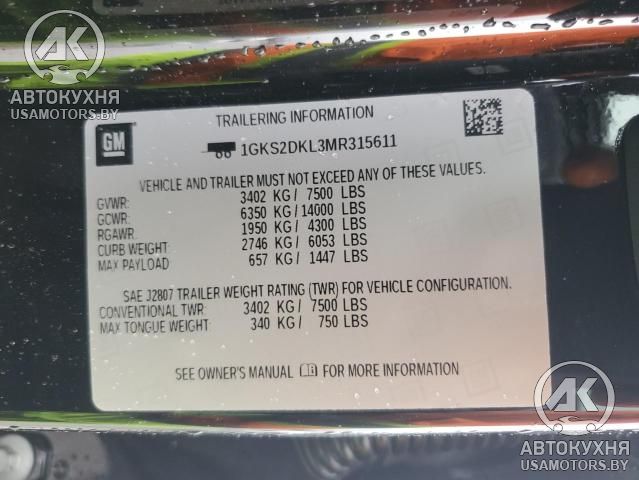 АК
АВТОКУХНЯ
USAMOTORS.BY
TRAILERING INFORMATION
GM
1GKS2DKL3MR315611
VEHICLE AND TRAILER MUST NOT EXCEED ANY OF THESE VALUES.
GVWR: 3402 KG/ 7500 LBS
GCWR: 6350 KG/14000 LBS
RGAWR: 1950 KG/ 4300 LBS
CURB WEIGHT: 2746 KG/ 6053 LBS
MAX PAYLOAD: 657 KG/ 1447 LBS
SAE J2807 TRAILER WEIGHT RATING (TWR) FOR VEHICLE CONFIGURATION.
CONVENTIONAL TWR: 3402 KG/ 7500 LBS
MAX TONGUE WEIGHT: 340 KG/ 750 LBS
SEE OWNER'S MANUAL FOR MORE INFORMATION
АК
АВТОКУХНЯ
USAMOTORS.BY